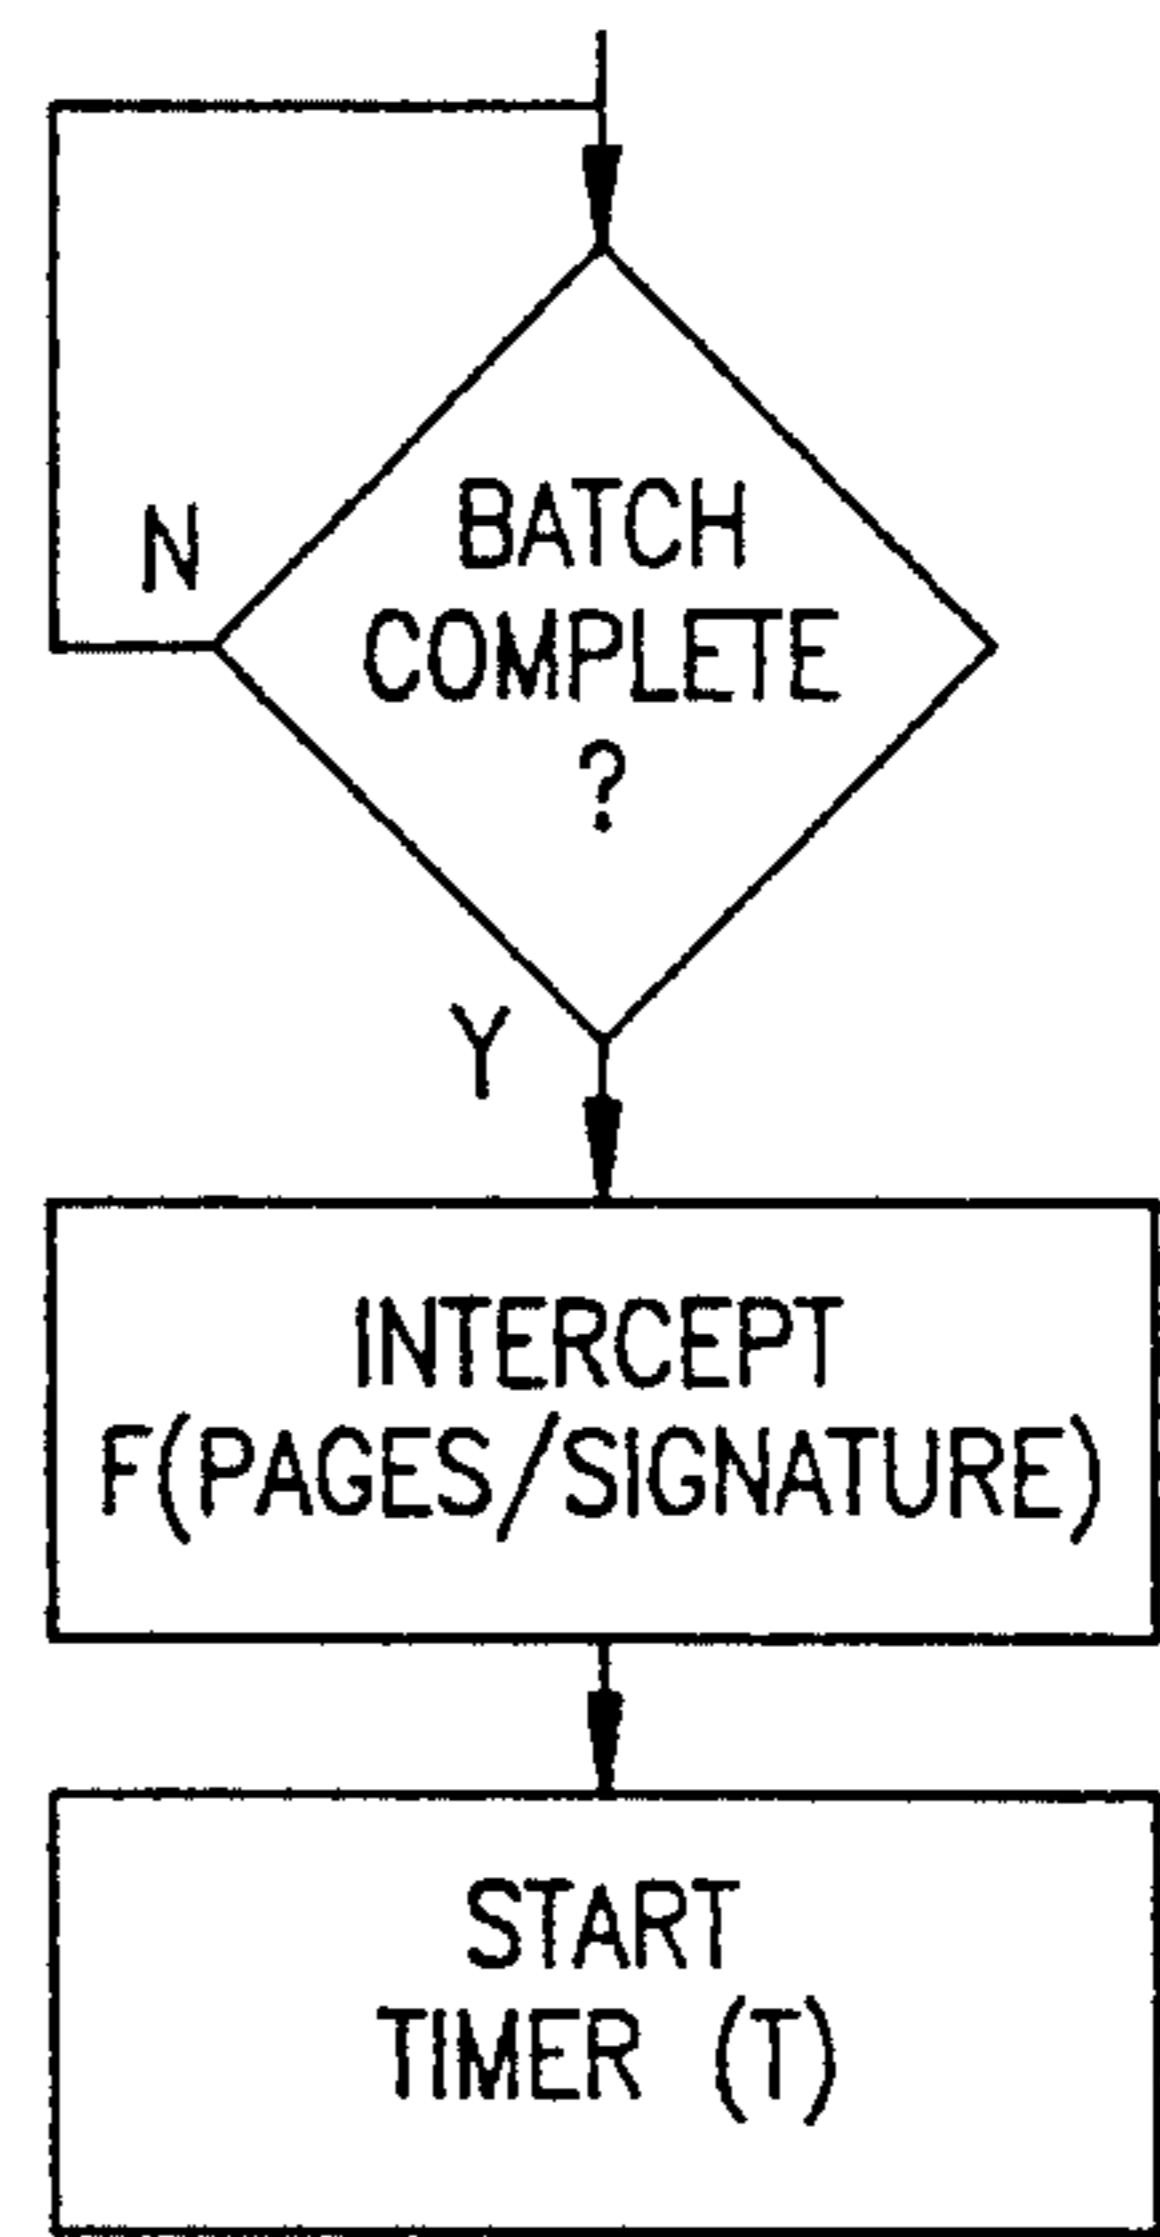 BATCH
COMPLETE
?
N
Y
INTERCEPT
F(PAGES/SIGNATURE)
START
TIMER (T)